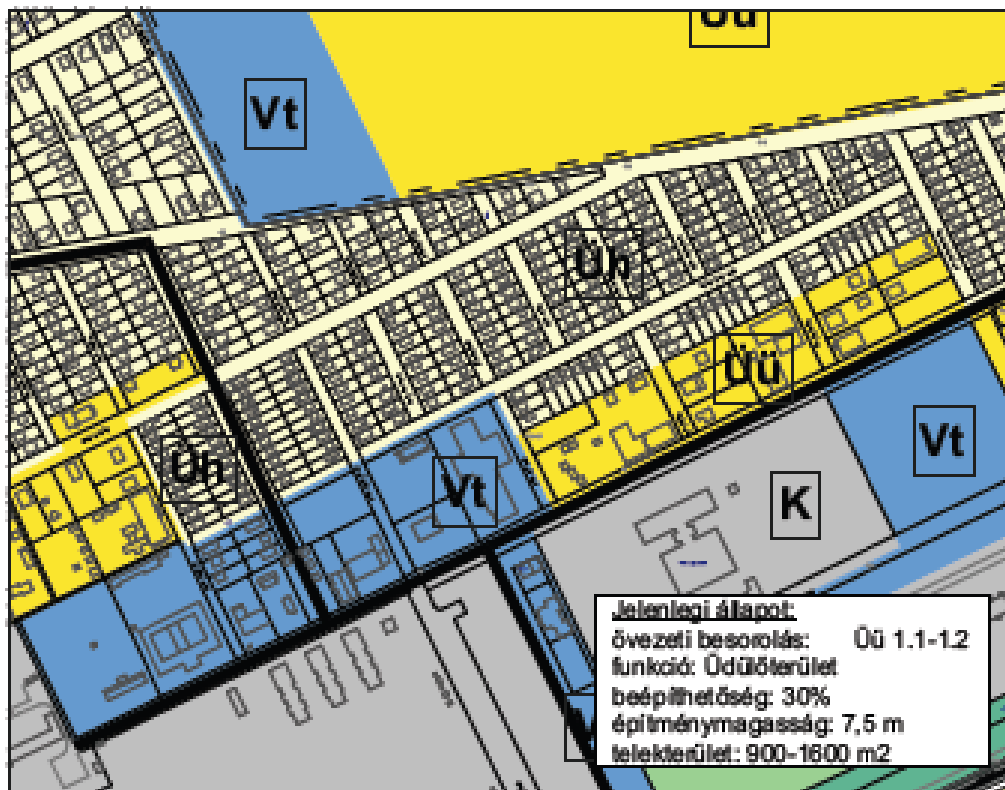 Üü
Vt
Üh
Üü
Vt
Üh
Vt
K
Jelenlegi állapot:
övezeti besorolás: Üü 1.1-1.2
funkció: Üdülőterület
beépíthetőség: 30%
építménymagasság: 7,5 m
telekterület: 900-1600 m2